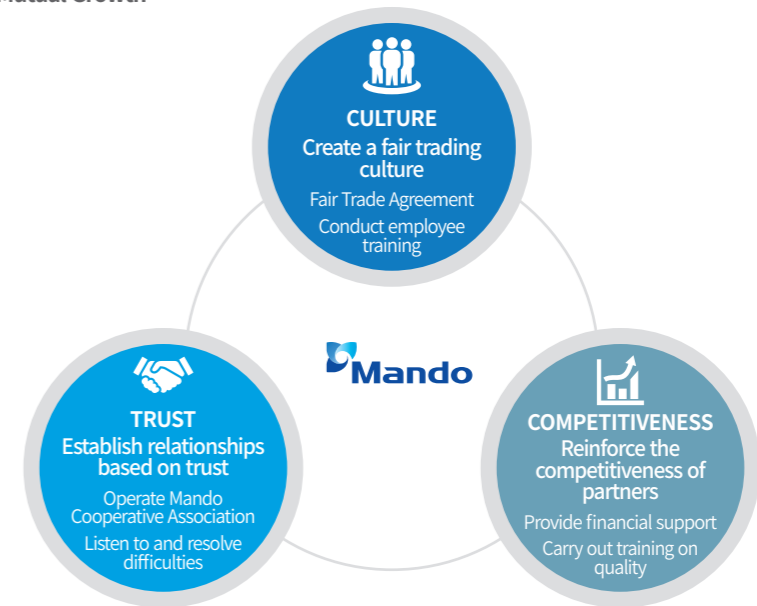 Mutual Growth
CULTURE
Create a fair trading
culture
Fair Trade Agreement
Conduct employee
training
Mando
TRUST
Establish relationships
based on trust
Operate Mando
Cooperative Association
Listen to and resolve
difficulties
COMPETITIVENESS
Reinforce the
competitiveness of
partners
Provide financial support
Carry out training on
quality